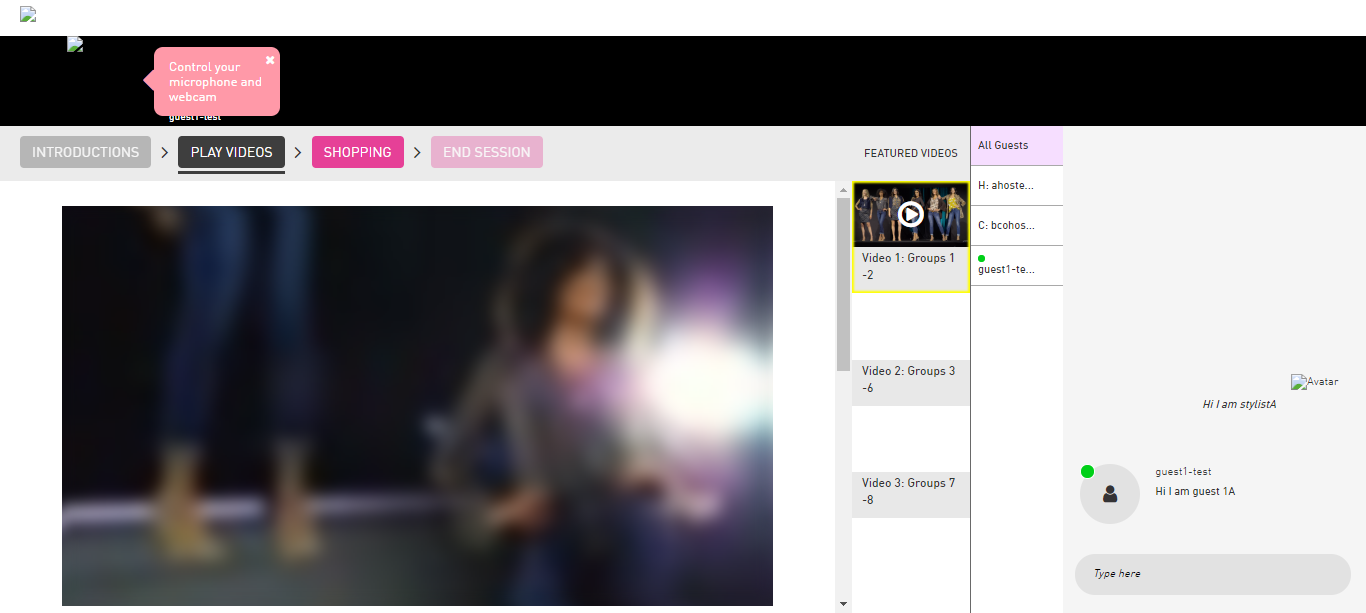 Control your
microphone and
webcam
guest1-test
INTRODUCTIONS
PLAY VIDEOS
SHOPPING
END SESSION
FEATURED VIDEOS
Video 1: Groups 1
-2
Video 2: Groups 3
-6
Video 3: Groups 7
-8
All Guests
H: ahoste...
C: bcohos...
guest1-te...
Avatar
Hi I am stylistA
guest1-test
Hi I am guest 1A
Type here